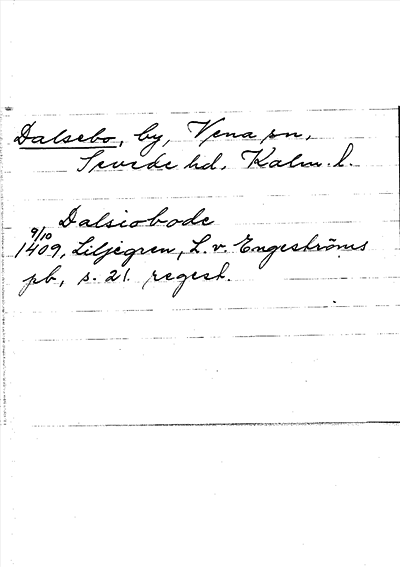 Dalsebo, by, Vena sn,
Sevede hd, Kalm. l.
Dalsiobode
9/10
1409, Liljegren, L. v. Engeströms
pb, s. 21. regest.